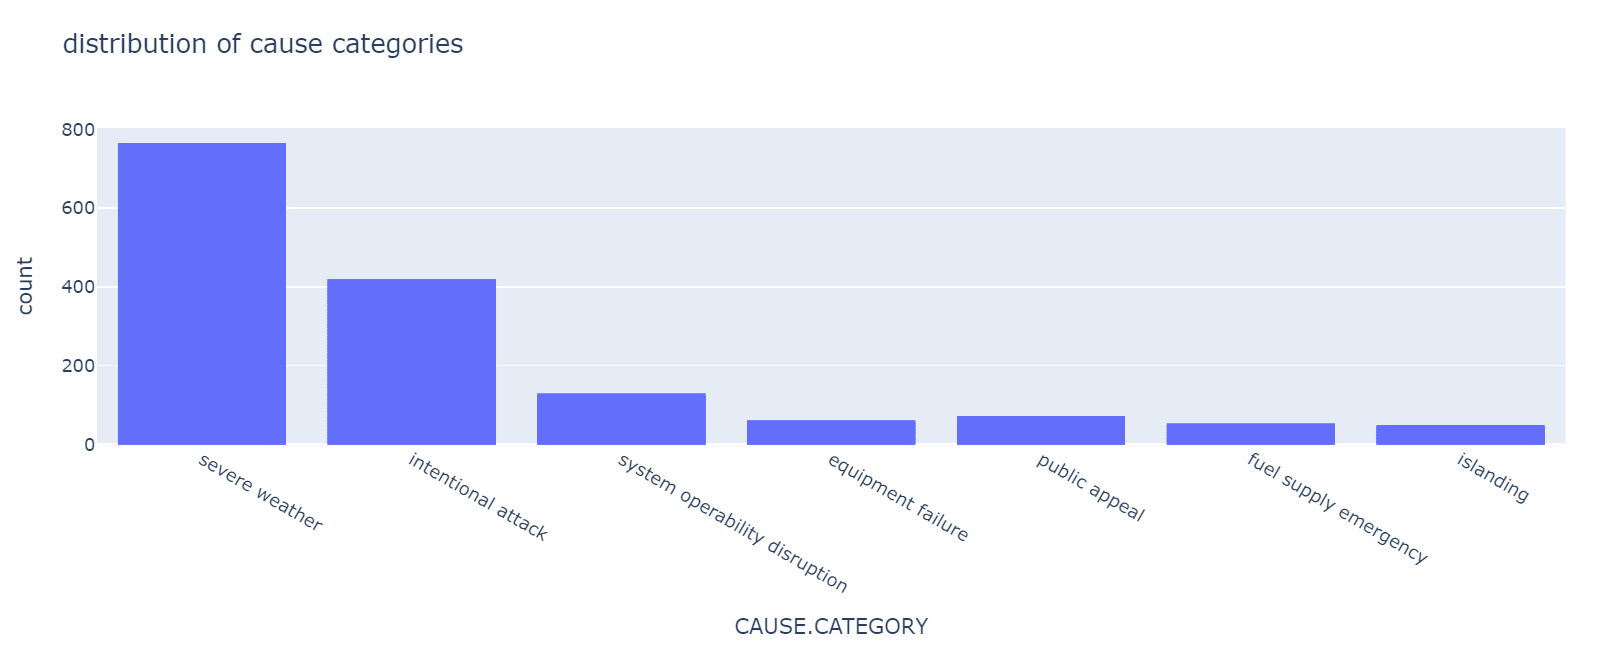 distribution of cause categories
800
600
400
200
0
count
severe weather
intentional attack
system operability disruption
equipment failure
public appeal
fuel supply emergency
islanding
CAUSE.CATEGORY